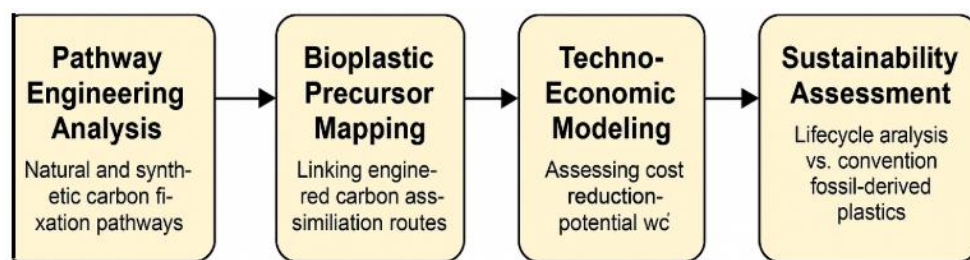 Pathway
Engineering
Analysis
Natural and synth-
etic carbon fi-
xation pathways
Bioplastic
Precursor
Mapping
Linking engine-
red carbon ass-
similiation routes
Techno-
Economic
Modeling
Assessing cost
reduction-
potential
Sustainability
Assessment
Lifecycle analysis
vs. convention
fossil-derived
plastics